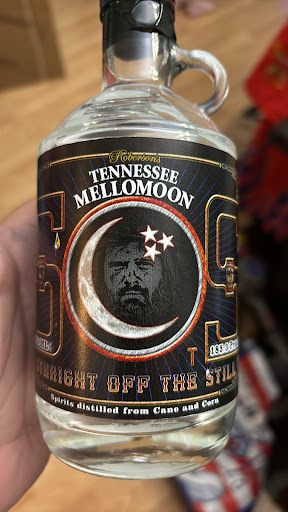 Roberson's
TENNESSEE
MELLOMOON
STRAIGHT OFF THE STILL
Spirits distilled from Cane and Corn